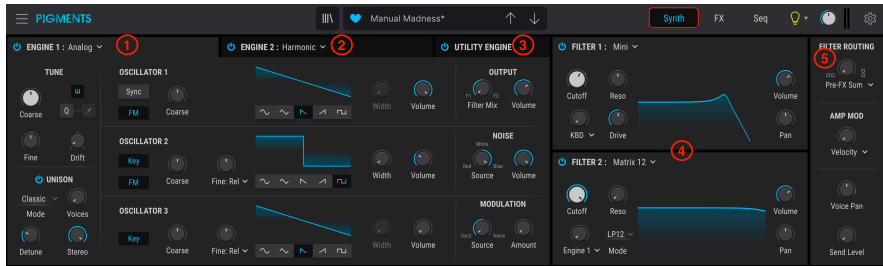 PIGMENTS
Manual Madness*
Synth
FX
Seq
ENGINE 1 : Analog
1
ENGINE 2 : Harmonic
2
UTILITY ENGINE
3
FILTER 1 : Mini
FILTER ROUTING
5
TUNE
Coarse
Q
Fine
Drift
UNISON
Classic
Mode
Voices
Detune
Stereo
OSCILLATOR 1
Sync
FM
Coarse
Width
Volume
OSCILLATOR 2
Key
FM
Coarse
Fine: Rel
Width
Volume
OSCILLATOR 3
Key
Coarse
Fine: Rel
Width
Volume
OUTPUT
F1
F2
Filter Mix
Volume
NOISE
White
Red
Blue
Source
Volume
MODULATION
Osc3
Noise
Source
Amount
Cutoff
Reso
KBD
Drive
Volume
Pan
4
FILTER 2 : Matrix 12
Cutoff
Reso
LP12
Engine 1
Mode
Volume
Pan
Pre-FX Sum
AMP MOD
Velocity
Voice Pan
Send Level